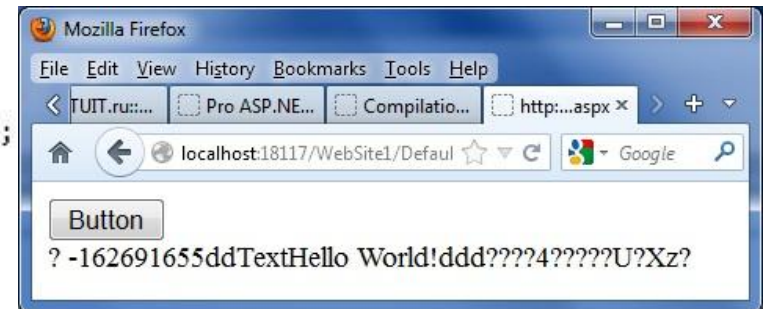 Mozilla Firefox
File Edit View History Bookmarks Tools Help
TUIT.ru::... Pro ASP.NE... Compilatio... http:...aspx ×
;
localhost:18117/WebSite1/Defaul Google
Button
? -162691655ddTextHello World!ddd????4?????U?Xz?